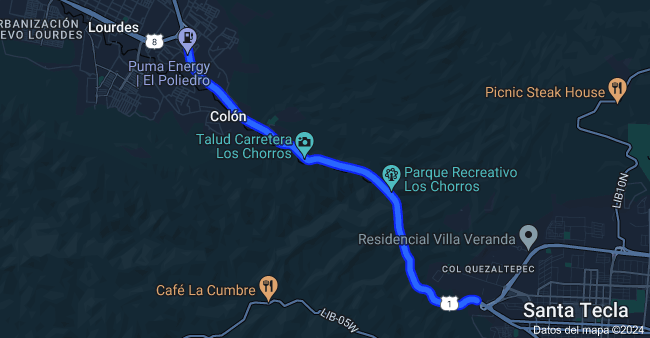 URBANIZACIÓN
EVO LOURDES
Lourdes
8
Puma Energy
| El Poliedro
Colón
Picnic Steak House
Talud Carretera
Los Chorros
Parque Recreativo
Los Chorros
LIB10N
Residencial Villa Veranda
COL QUEZALTEPEC
Café La Cumbre
LIB-05W
1
Santa Tecla
Datos del mapa ©2024